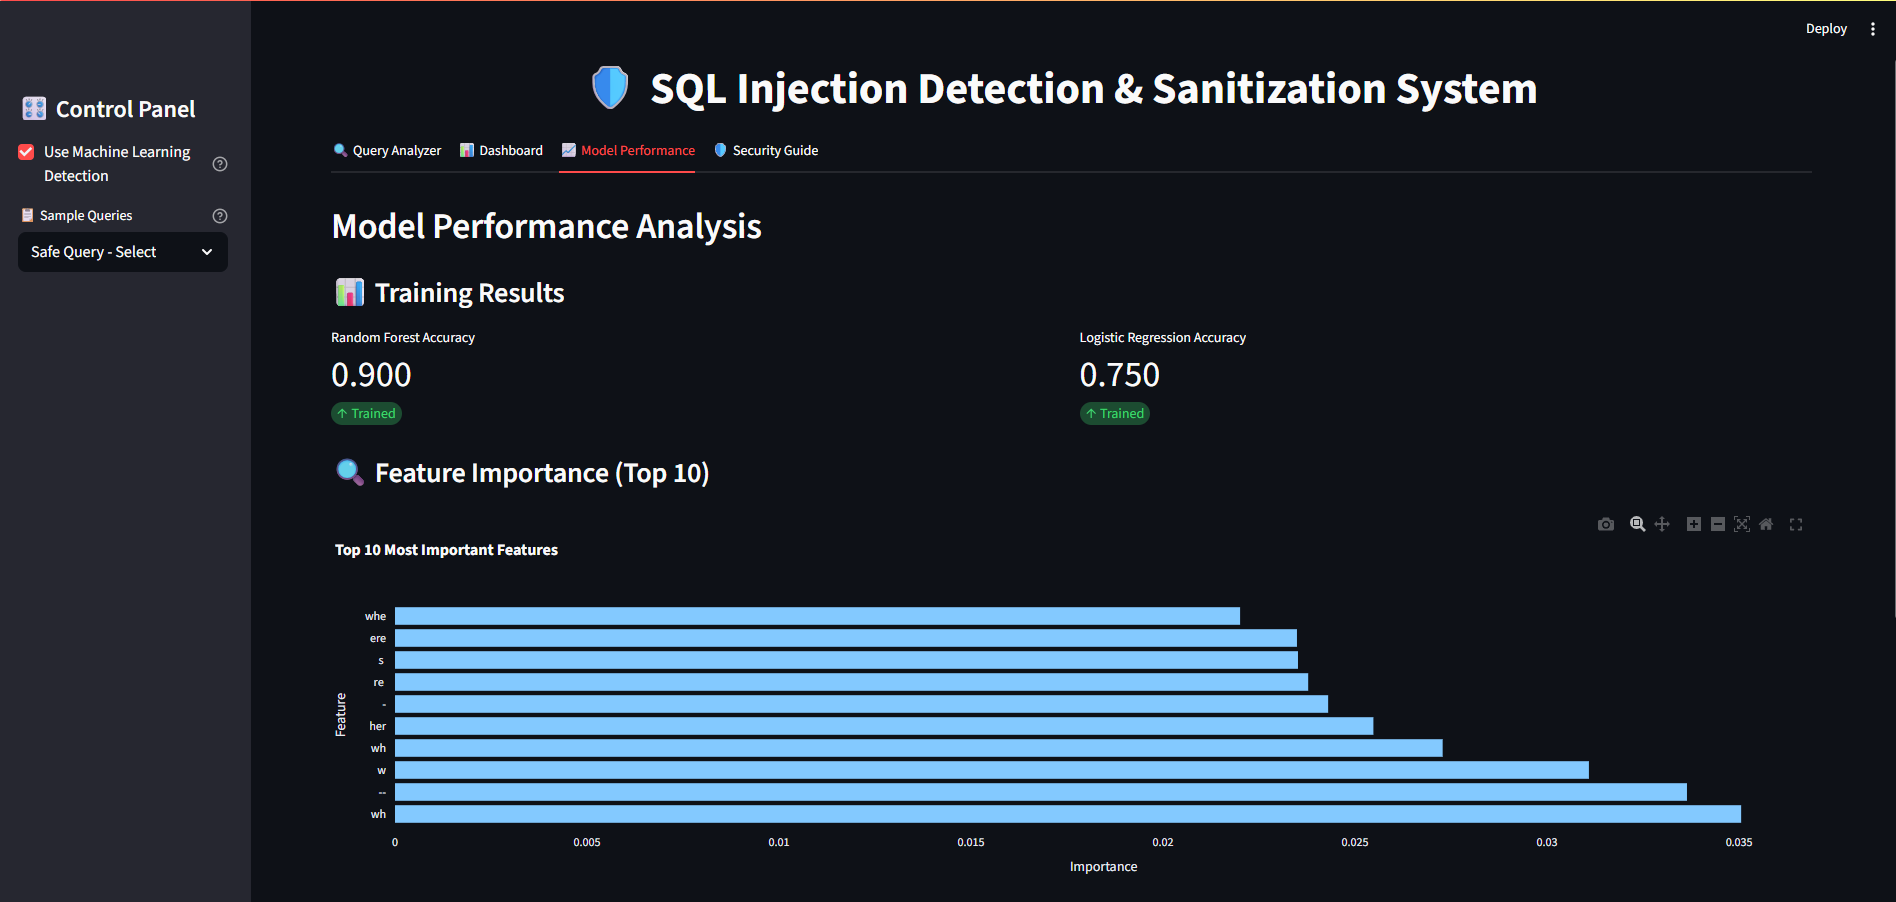 Deploy
Control Panel
Use Machine Learning
Detection
Sample Queries
Safe Query - Select
SQL Injection Detection & Sanitization System
Query Analyzer
Dashboard
Model Performance
Security Guide
Model Performance Analysis
Training Results
Random Forest Accuracy
0.900
↑ Trained
Logistic Regression Accuracy
0.750
↑ Trained
Feature Importance (Top 10)
Top 10 Most Important Features
Feature
whe
ere
s
re
-
her
wh
w
--
wh
0 0.005 0.01 0.015 0.02 0.025 0.03 0.035
Importance